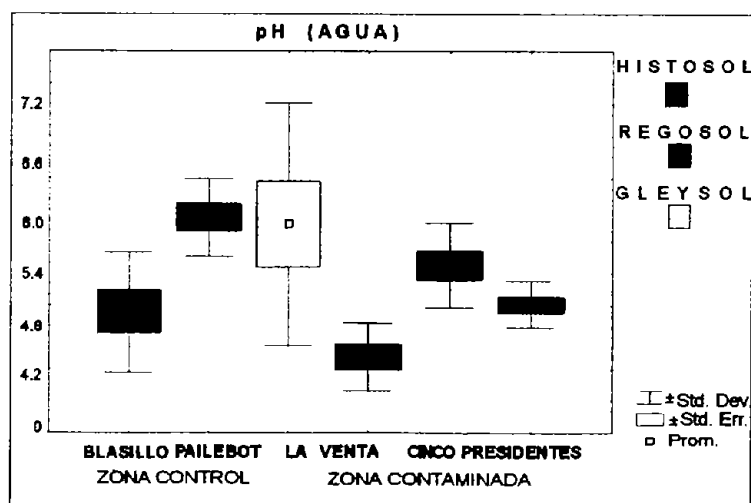 pH (AGUA)
7.2
6.6
6.0
5.4
4.8
4.2
0
BLASILLO PAILEBOT LA VENTA CINCO PRESIDENTES
ZONA CONTROL ZONA CONTAMINADA
HISTOSOL
REGOSOL
GLEYSOL
±Std. Dev.
±Std. Err.
Prom.